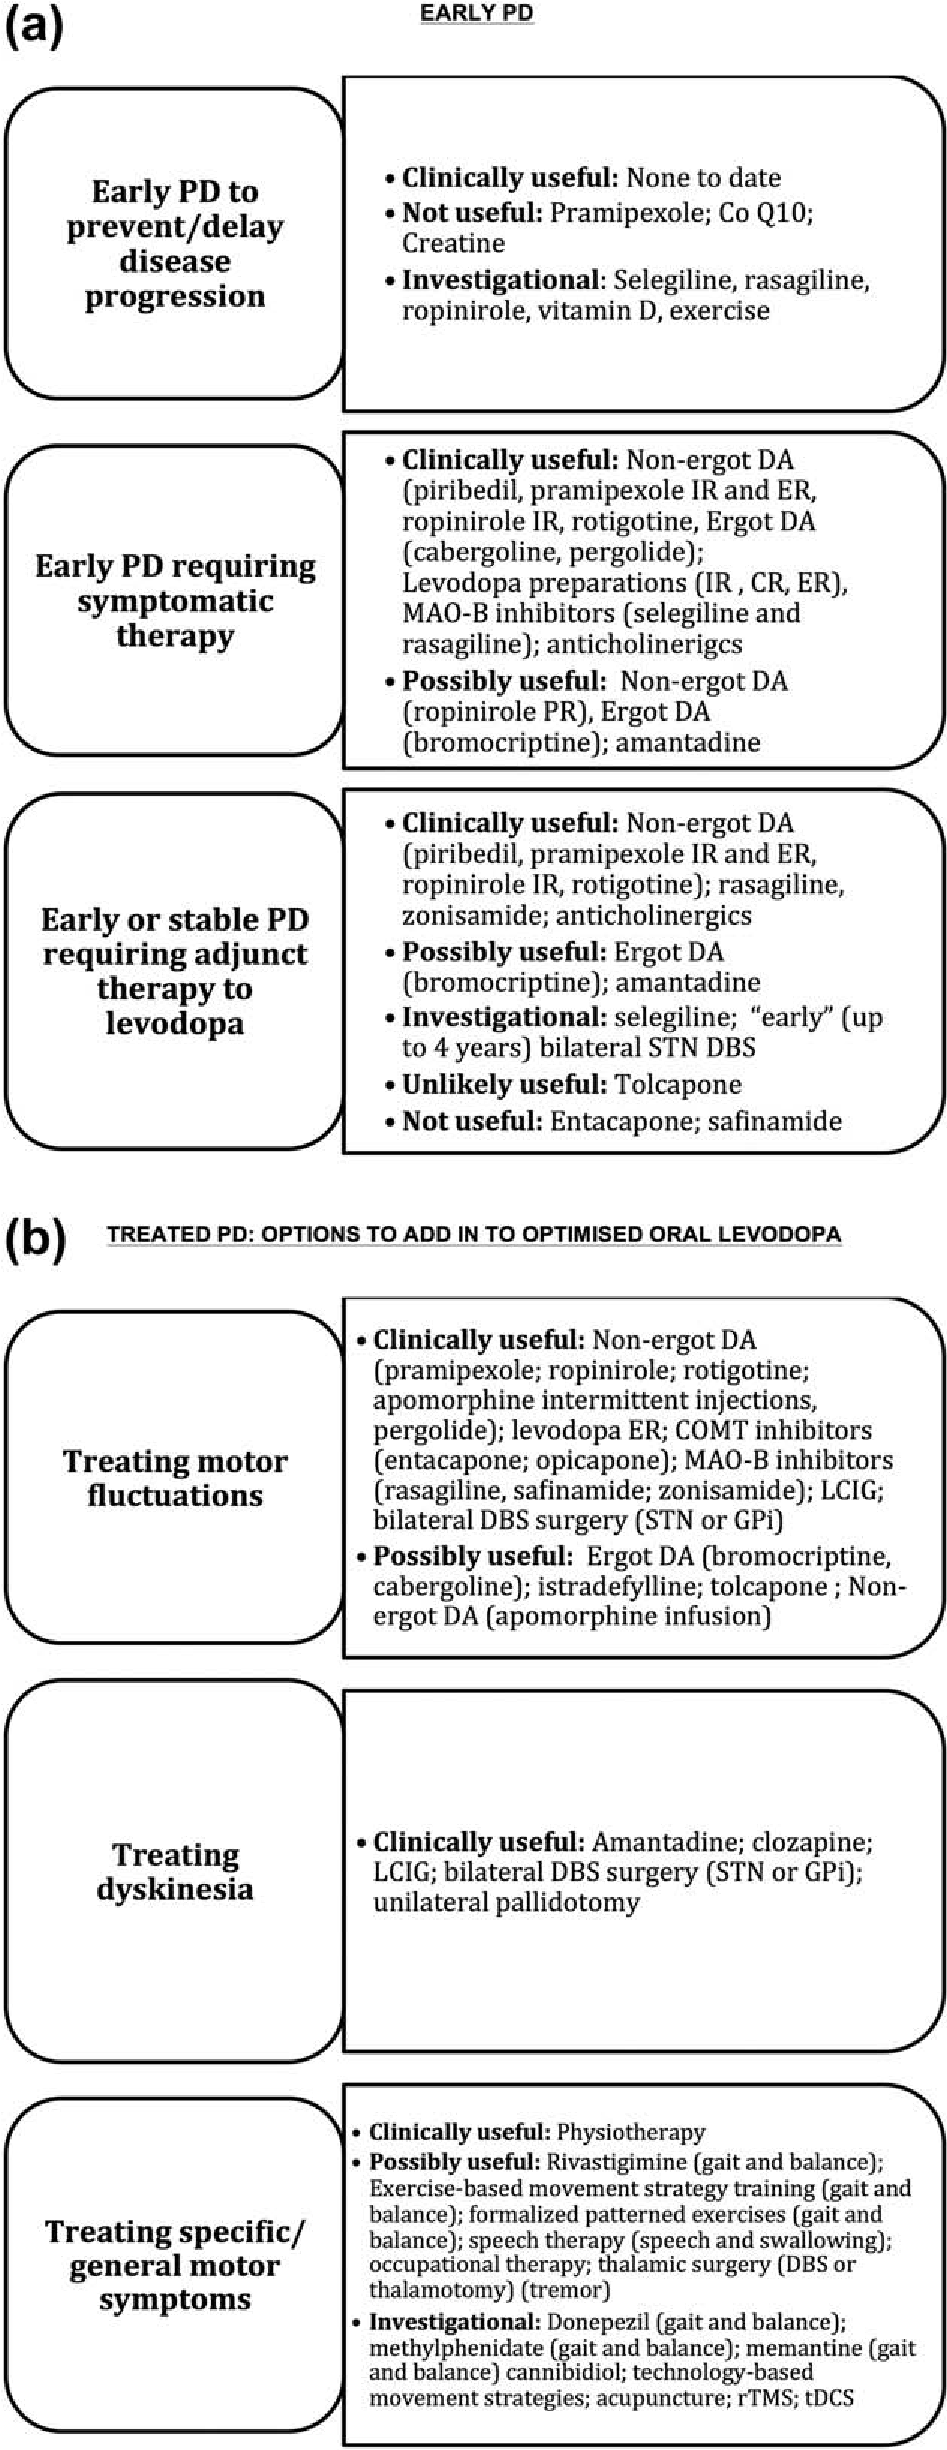 (a)
EARLY PD
Early PD to
prevent/delay
disease
progression
• Clinically useful: None to date
• Not useful: Pramipexole; Co Q10;
Creatine
• Investigational: Selegiline, rasagiline,
ropinirole, vitamin D, exercise
Early PD requiring
symptomatic
therapy
• Clinically useful: Non-ergot DA
(piribedil, pramipexole IR and ER,
ropinirole IR, rotigotine, Ergot DA
(cabergoline, pergolide);
Levodopa preparations (IR , CR, ER),
MAO-B inhibitors (selegiline and
rasagiline); anticholinerigcs
• Possibly useful: Non-ergot DA
(ropinirole PR), Ergot DA
(bromocriptine); amantadine
Early or stable PD
requiring adjunct
therapy to
levodopa
• Clinically useful: Non-ergot DA
(piribedil, pramipexole IR and ER,
ropinirole IR, rotigotine); rasagiline,
zonisamide; anticholinergics
• Possibly useful: Ergot DA
(bromocriptine); amantadine
• Investigational: selegiline; “early” (up
to 4 years) bilateral STN DBS
• Unlikely useful: Tolcapone
• Not useful: Entacapone; safinamide
(b)
TREATED PD: OPTIONS TO ADD IN TO OPTIMISED ORAL LEVODOPA
Treating motor
fluctuations
• Clinically useful: Non-ergot DA
(pramipexole; ropinirole; rotigotine;
apomorphine intermittent injections,
pergolide); levodopa ER; COMT inhibitors
(entacapone; opicapone); MAO-B inhibitors
(rasagiline, safinamide; zonisamide); LCIG;
bilateral DBS surgery (STN or GPi)
• Possibly useful: Ergot DA (bromocriptine,
cabergoline); istradefylline; tolcapone ; Non-
ergot DA (apomorphine infusion)
Treating
dyskinesia
• Clinically useful: Amantadine; clozapine;
LCIG; bilateral DBS surgery (STN or GPi);
unilateral pallidotomy
Treating specific/
general motor
symptoms
• Clinically useful: Physiotherapy
• Possibly useful: Rivastigimine (gait and balance);
Exercise-based movement strategy training (gait and
balance); formalized patterned exercises (gait and
balance); speech therapy (speech and swallowing);
occupational therapy; thalamic surgery (DBS or
thalamotomy) (tremor)
• Investigational: Donepezil (gait and balance);
methylphenidate (gait and balance); memantine (gait
and balance) cannibidiol; technology-based
movement strategies; acupuncture; rTMS; tDCS